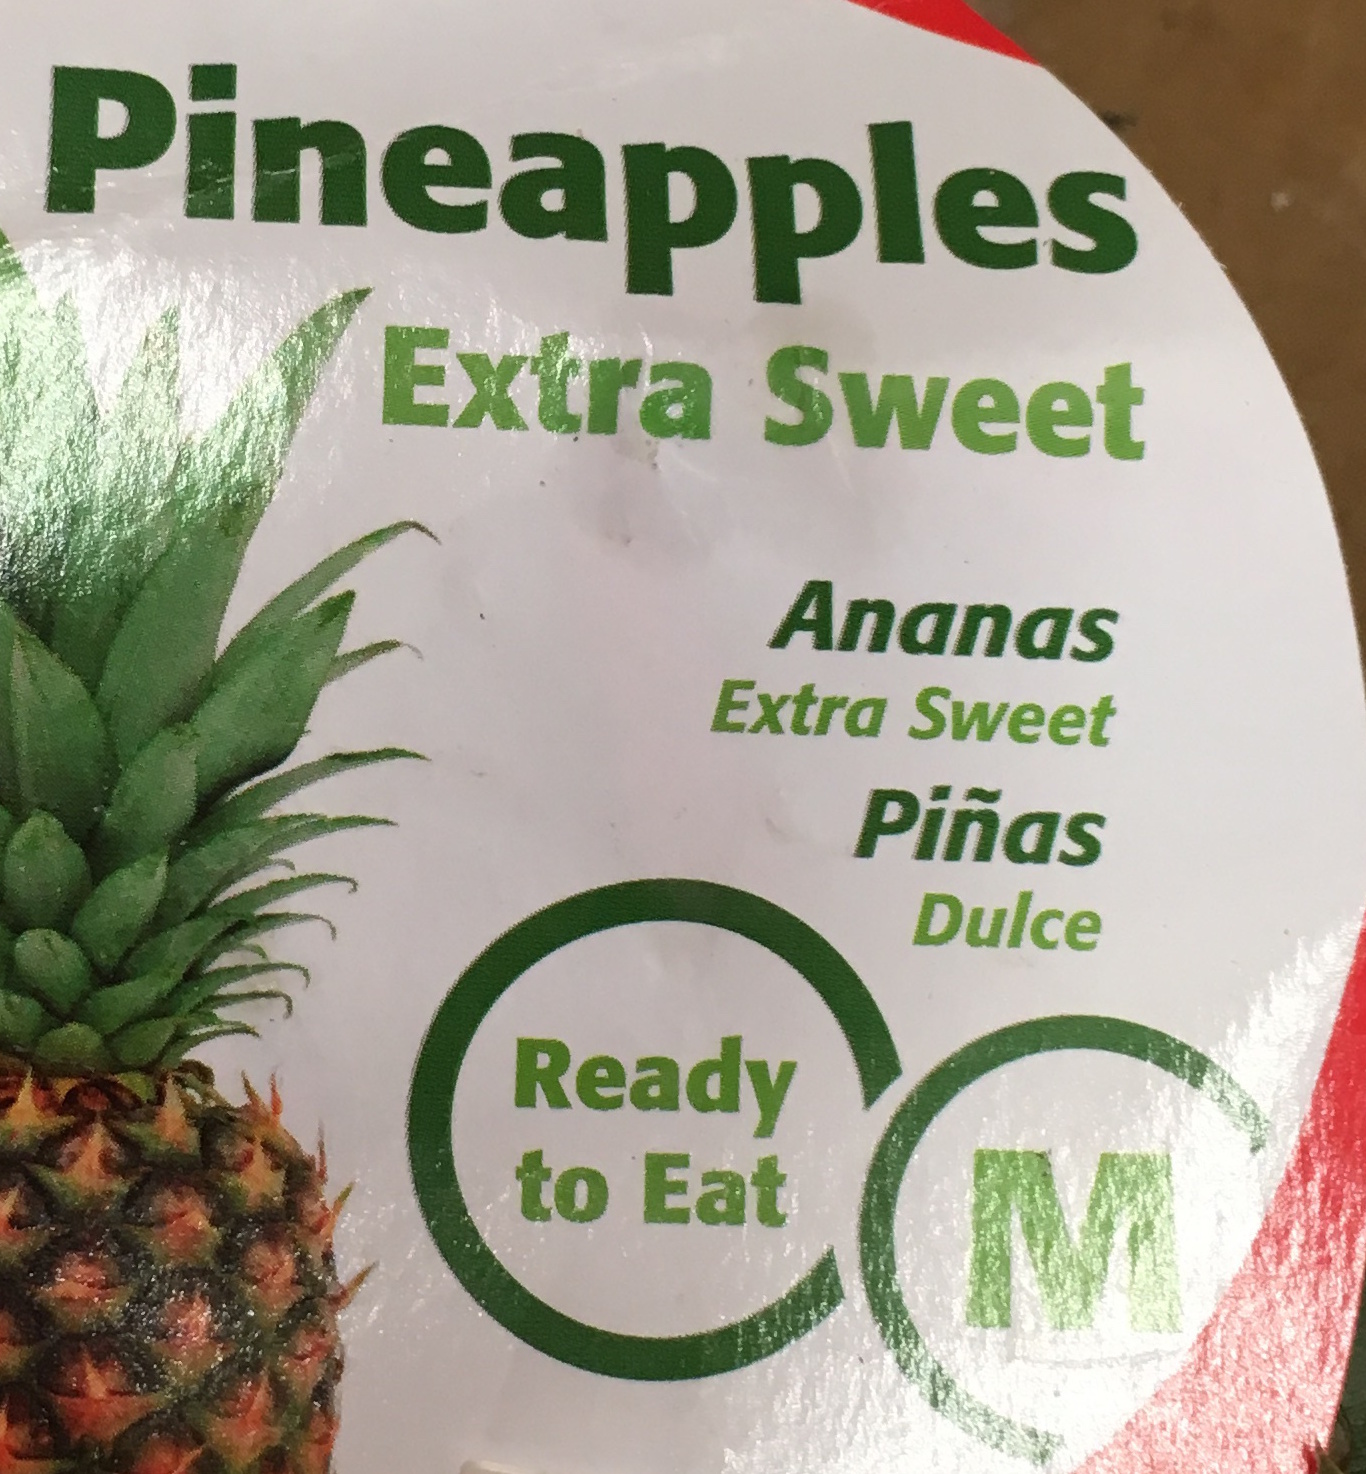 Pineapples
Extra Sweet
Ananas
Extra Sweet
Piñas
Dulce
Ready
to Eat
M